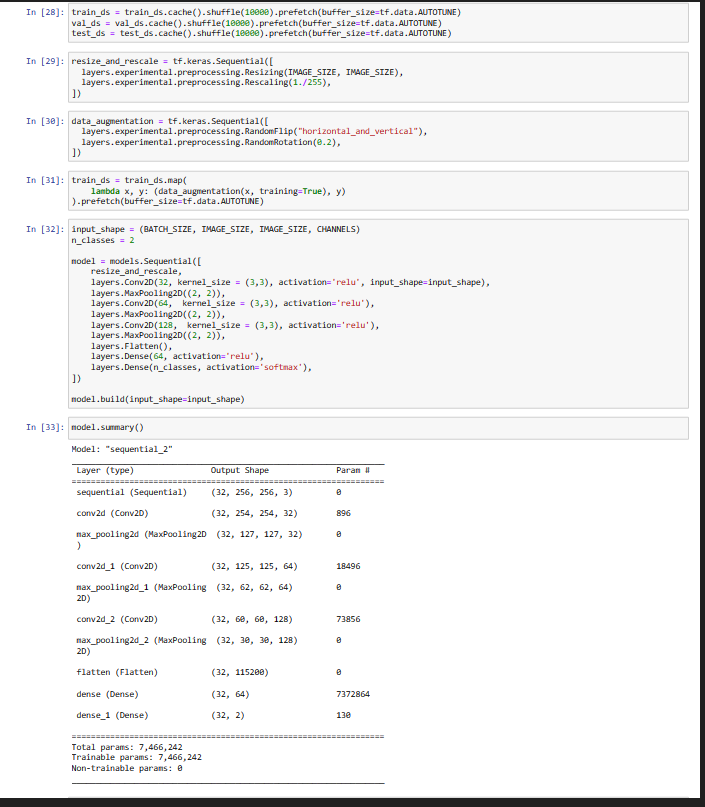 In [28]: train_ds = train_ds.cache().shuffle(10000).prefetch(buffer_size=tf.data.AUTOTUNE)
val_ds = val_ds.cache().shuffle(10000).prefetch(buffer_size=tf.data.AUTOTUNE)
test_ds = test_ds.cache().shuffle(10000).prefetch(buffer_size=tf.data.AUTOTUNE)
In [29]: resize_and_rescale = tf.keras.Sequential([
layers.experimental.preprocessing.Resizing(IMAGE_SIZE, IMAGE_SIZE),
layers.experimental.preprocessing.Rescaling(1./255),
])
In [30]: data_augmentation = tf.keras.Sequential([
layers.experimental.preprocessing.RandomFlip("horizontal_and_vertical"),
layers.experimental.preprocessing.RandomRotation(0.2),
])
In [31]: train_ds = train_ds.map(
lambda x, y: (data_augmentation(x, training=True), y)
).prefetch(buffer_size=tf.data.AUTOTUNE)
In [32]: input_shape = (BATCH_SIZE, IMAGE_SIZE, IMAGE_SIZE, CHANNELS)
n_classes = 2
model = models.Sequential([
resize_and_rescale,
layers.Conv2D(32, kernel_size = (3,3), activation='relu', input_shape=input_shape),
layers.MaxPooling2D((2, 2)),
layers.Conv2D(64,  kernel_size = (3,3), activation='relu'),
layers.MaxPooling2D((2, 2)),
layers.Conv2D(128,  kernel_size = (3,3), activation='relu'),
layers.MaxPooling2D((2, 2)),
layers.Flatten(),
layers.Dense(64, activation='relu'),
layers.Dense(n_classes, activation='softmax'),
])
model.build(input_shape=input_shape)
In [33]: model.summary()
Model: "sequential_2"
Layer (type) Output Shape Param #
=================================================================
sequential (Sequential) (32, 256, 256, 3) 0
conv2d (Conv2D) (32, 254, 254, 32) 896
max_pooling2d (MaxPooling2D (32, 127, 127, 32) 0
)
conv2d_1 (Conv2D) (32, 125, 125, 64) 18496
max_pooling2d_1 (MaxPooling (32, 62, 62, 64) 0
2D)
conv2d_2 (Conv2D) (32, 60, 60, 128) 73856
max_pooling2d_2 (MaxPooling (32, 30, 30, 128) 0
2D)
flatten (Flatten) (32, 115200) 0
dense (Dense) (32, 64) 7372864
dense_1 (Dense) (32, 2) 130
=================================================================
Total params: 7,466,242
Trainable params: 7,466,242
Non-trainable params: 0